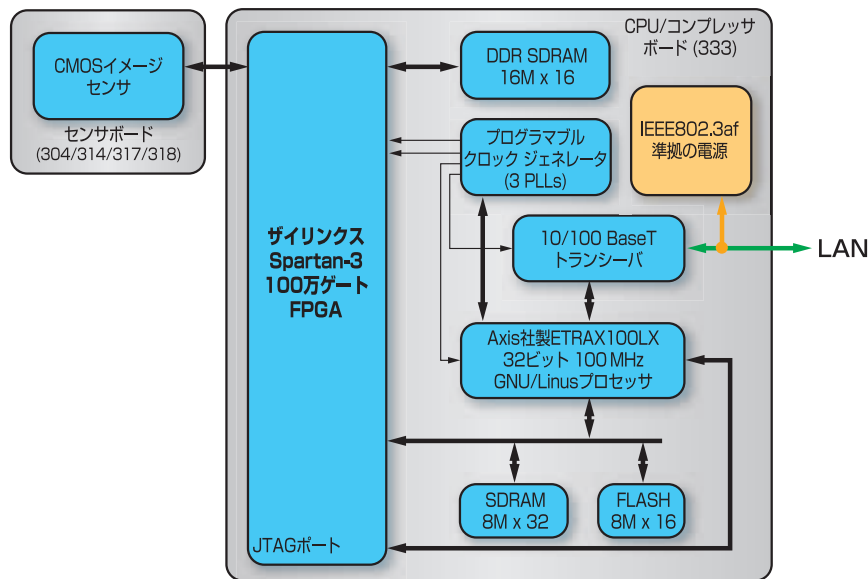 CMOSイメージ
センサ
センサボード
(304/314/317/318)
CPU/コンプレッサ
ボード (333)
DDR SDRAM
16M x 16
IEEE802.3af
準拠の電源
プログラマブル
クロック ジェネレータ
(3 PLLs)
10/100 BaseT
トランシーバ
LAN
ザイリンクス
Spartan-3
100万ゲート
FPGA
Axis社製ETRAX100LX
32ビット 100 MHz
GNU/Linusプロセッサ
SDRAM
8M x 32
FLASH
8M x 16
JTAGポート